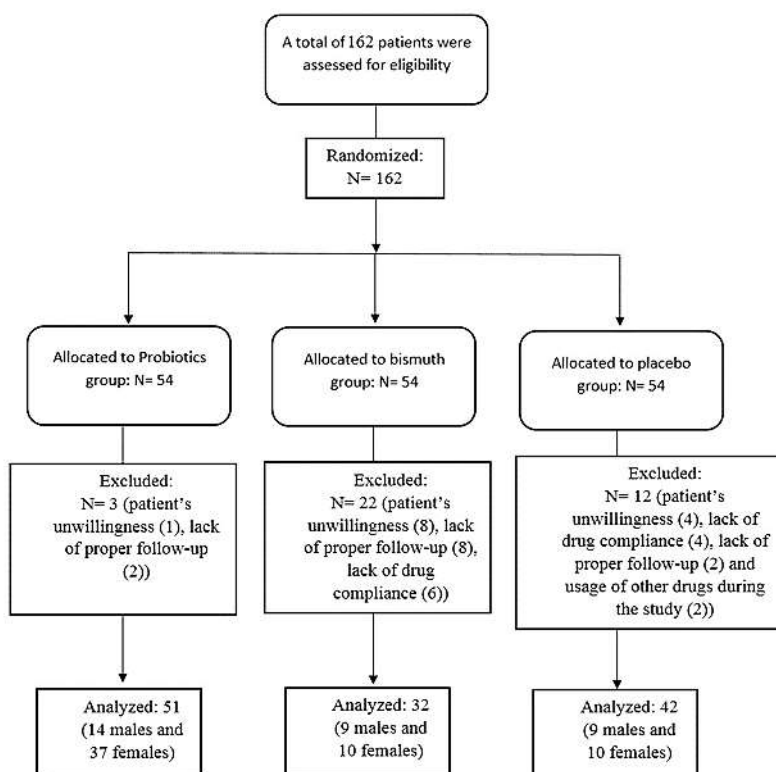 A total of 162 patients were
assessed for eligibility
Randomized:
N= 162
Allocated to Probiotics
group: N= 54
Allocated to bismuth
group: N= 54
Allocated to placebo
group: N= 54
Excluded:
N= 3 (patient's
unwillingness (1), lack
of proper follow-up
(2))
Excluded:
N= 22 (patient's
unwillingness (8), lack
of proper follow-up (8),
lack of drug
compliance (6))
Excluded:
N= 12 (patient's
unwillingness (4), lack of
drug compliance (4), lack of
proper follow-up (2) and
usage of other drugs during
the study (2))
Analyzed: 51
(14 males and
37 females)
Analyzed: 32
(9 males and
10 females)
Analyzed: 42
(9 males and
10 females)